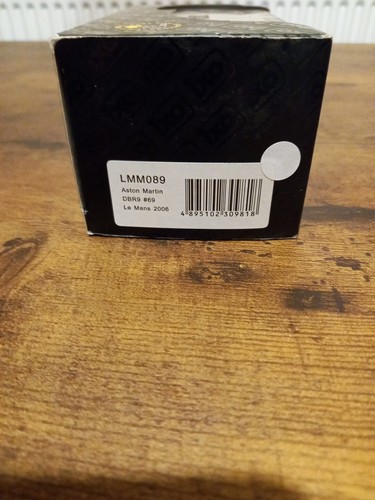 LMM089
Aston Martin
DBR9 #69
Le Mans 2006
4 895102 309818